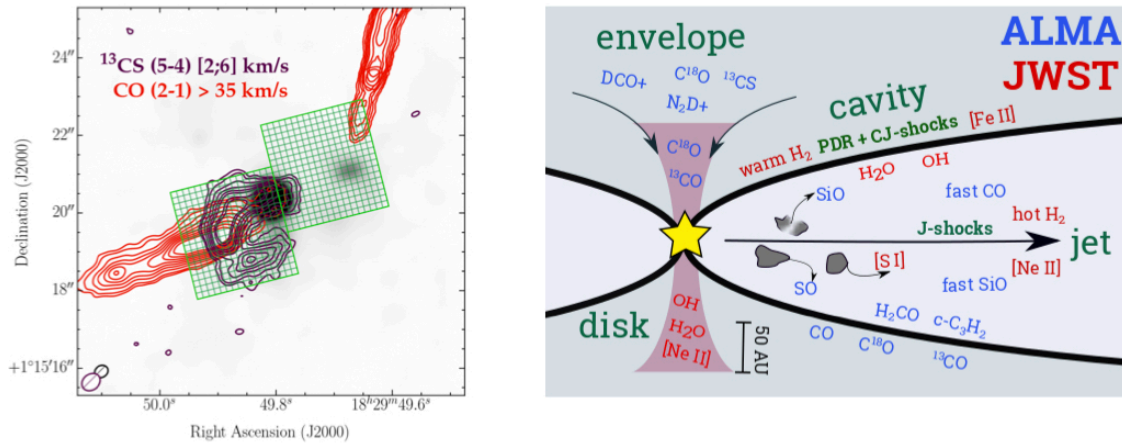 24″
22″
20″
18″
+1°15′16″
Declination (J2000)
¹³CS (5-4) [2;6] km/s
CO (2-1) > 35 km/s
50.0ˢ
49.8
18ʰ29ᵐ49.6ˢ
Right Ascension (J2000)
ALMA
JWST
envelope
DCO+
C¹⁸O
¹³CS
N₂D+
C¹⁸O
¹³CO
cavity
warm H₂
PDR + CJ-shocks
[Fe II]
H₂O
OH
SiO
fast CO
hot H₂
J-shocks
jet
[S I]
[Ne II]
SO
fast SiO
disk
OH
H₂O
[Ne II]
50 AU
H₂CO
c-C₃H₂
CO
C¹⁸O
¹³CO